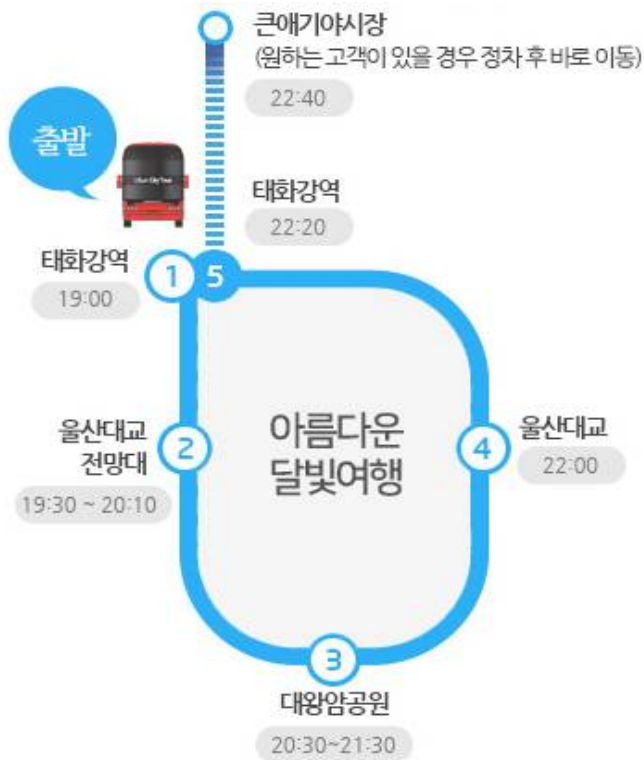 큰애기야시장
(원하는 고객이 있을 경우 정차 후 바로 이동)
22:40
출발
태화강역
22:20
태화강역
19:00
1
5
울산대교
전망대
19:30 ~ 20:10
2
아름다운
달빛여행
4
울산대교
22:00
3
대왕암공원
20:30~21:30